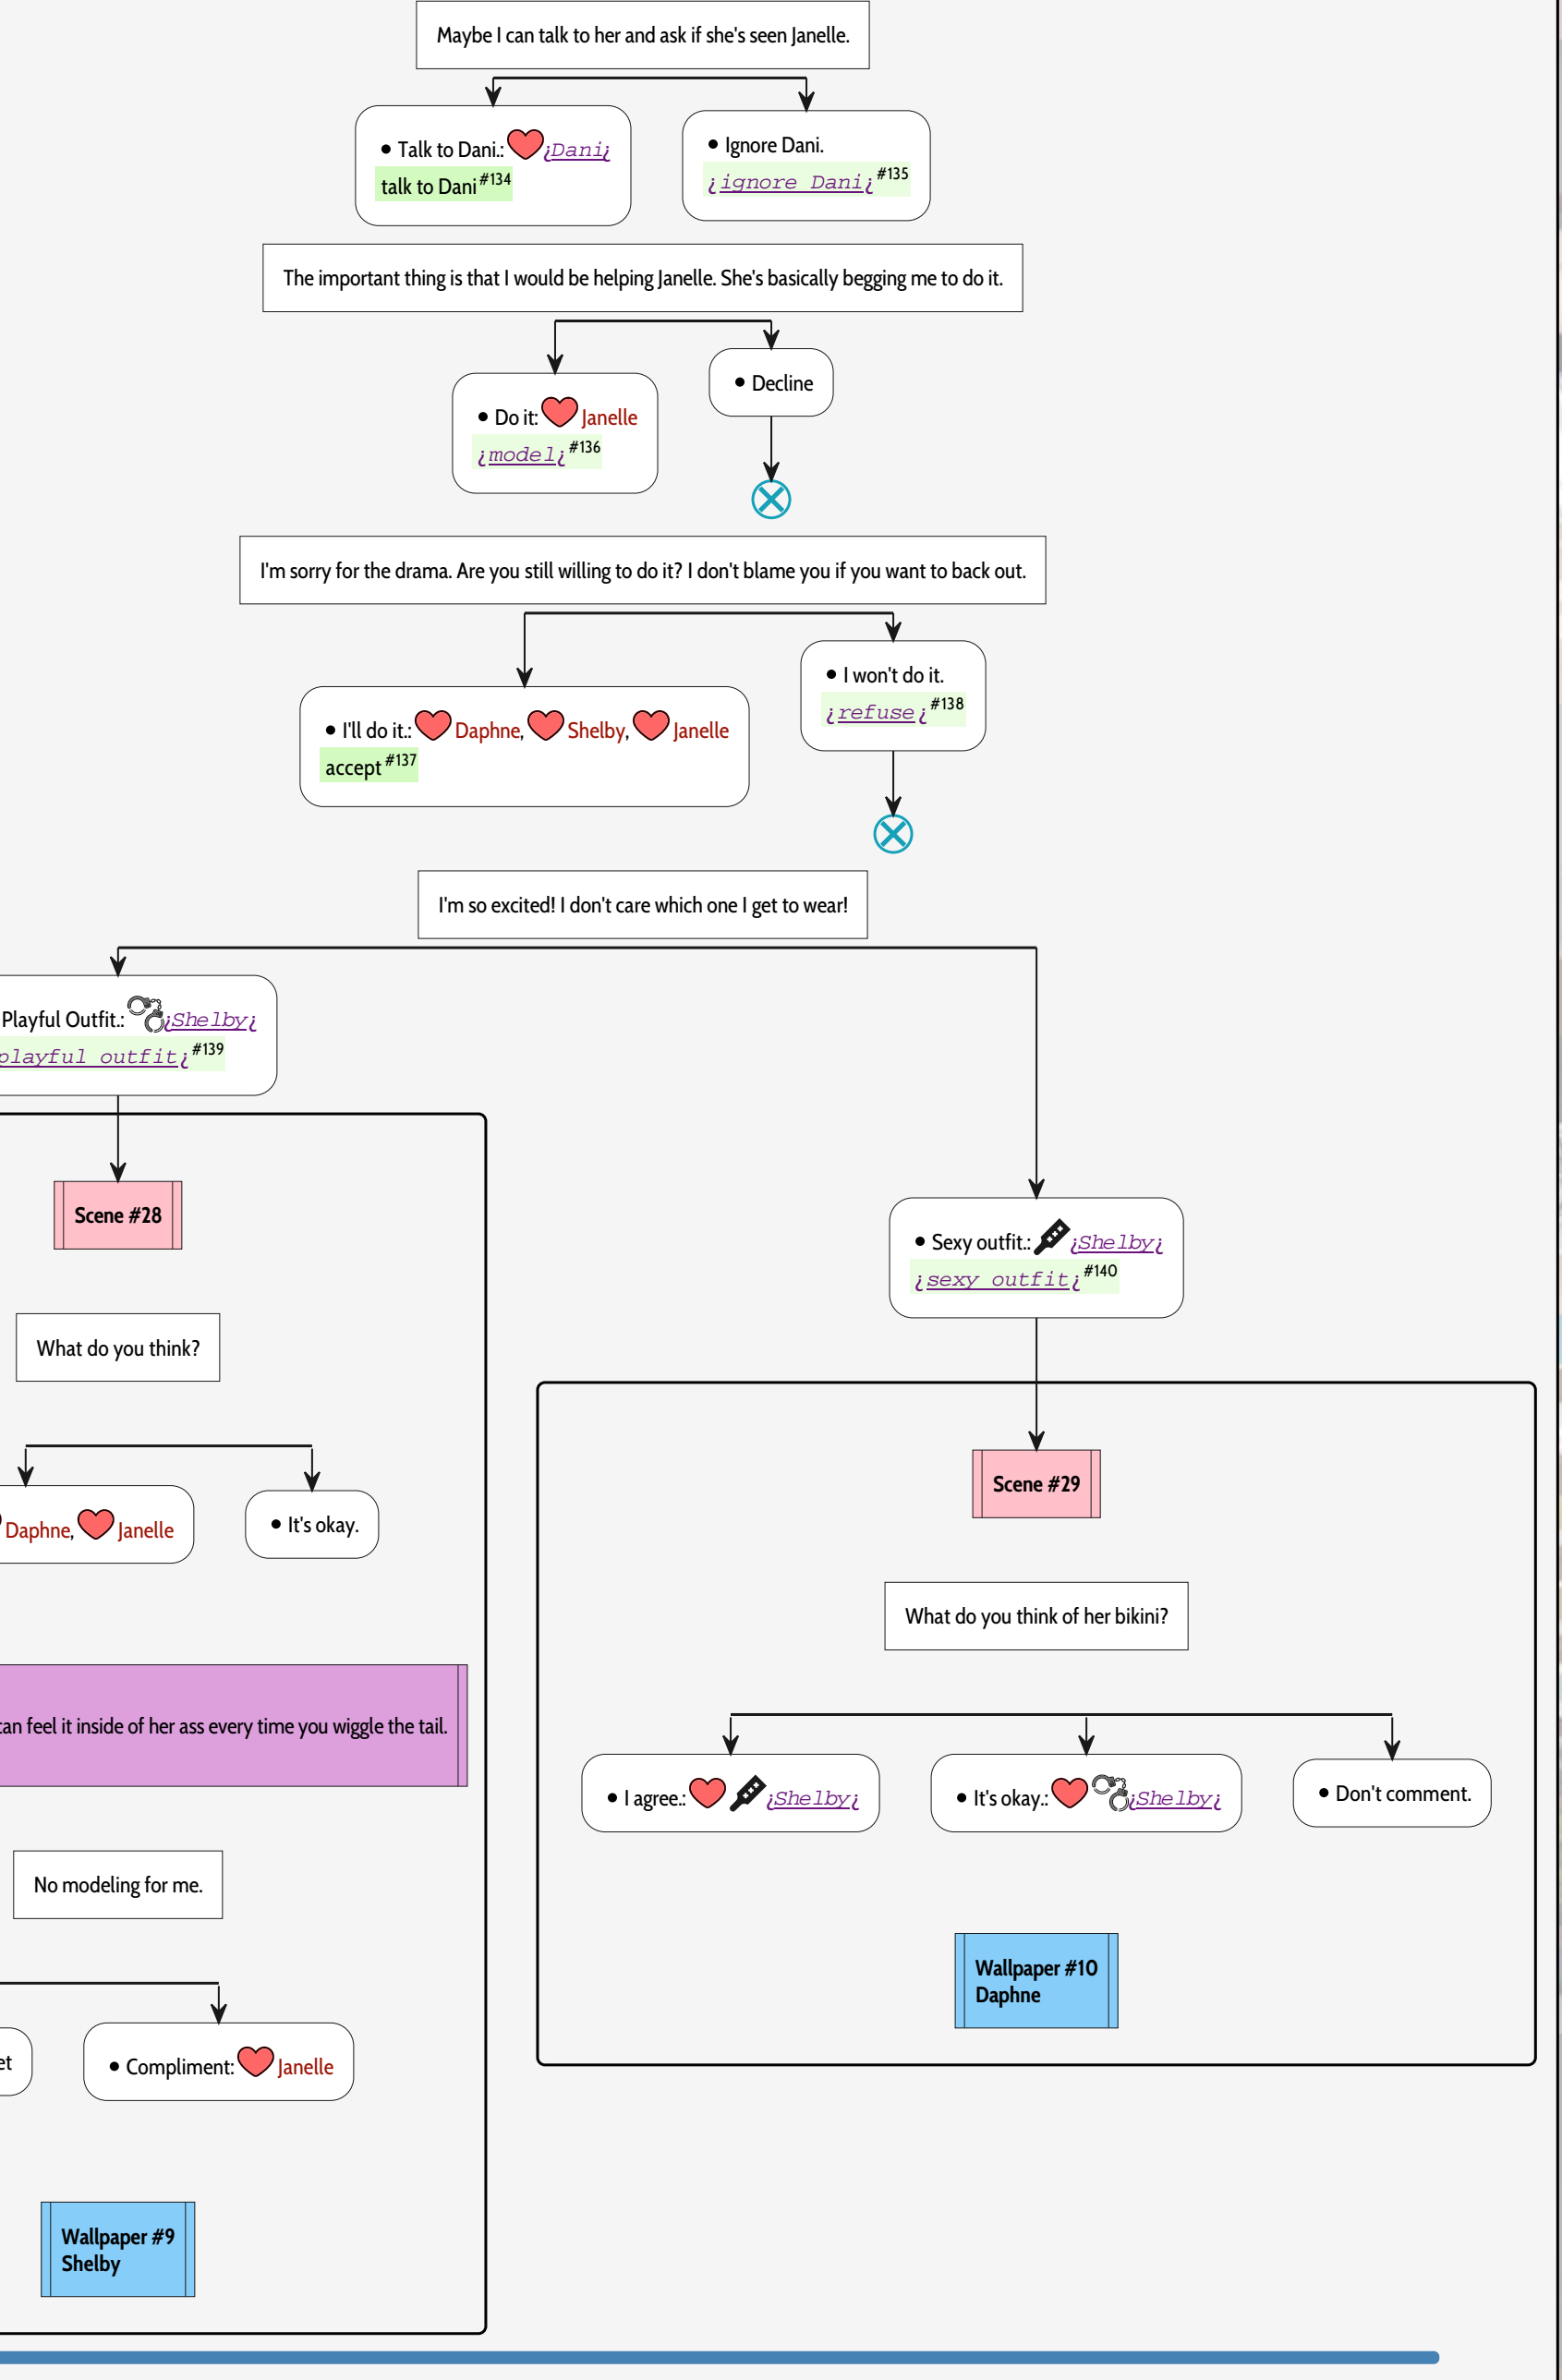 Maybe I can talk to her and ask if she's seen Janelle.
• Talk to Dani.: ¿Dani¿
talk to Dani #134
• Ignore Dani.
¿ignore Dani¿ #135
The important thing is that I would be helping Janelle. She's basically begging me to do it.
• Do it: Janelle
¿model¿ #136
• Decline
I'm sorry for the drama. Are you still willing to do it? I don't blame you if you want to back out.
• I'll do it.: Daphne, Shelby, Janelle
accept #137
• I won't do it.
¿refuse¿ #138
I'm so excited! I don't care which one I get to wear!
Playful Outfit.: ¿Shelby¿
playful outfit¿ #139
Scene #28
What do you think?
Daphne, Janelle
• It's okay.
can feel it inside of her ass every time you wiggle the tail.
No modeling for me.
et
• Compliment: Janelle
Wallpaper #9
Shelby
• Sexy outfit.: ¿Shelby¿
¿sexy outfit¿ #140
Scene #29
What do you think of her bikini?
• I agree.: ¿Shelby¿
• It's okay.: ¿Shelby¿
• Don't comment.
Wallpaper #10
Daphne